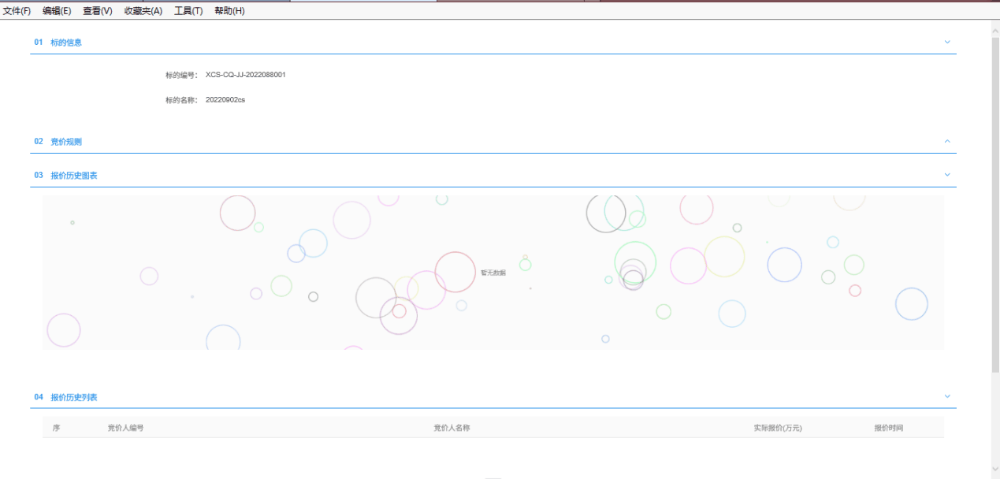 文件(F) 编辑(E) 查看(V) 收藏夹(A) 工具(T) 帮助(H)
01 标的信息
标的编号： XCS-CQ-JJ-2022088001
标的名称： 20220902cs
02 竞价规则
03 报价历史图表
暂无数据
04 报价历史列表
序 竞价人编号 竞价人名称 实际报价(万元) 报价时间